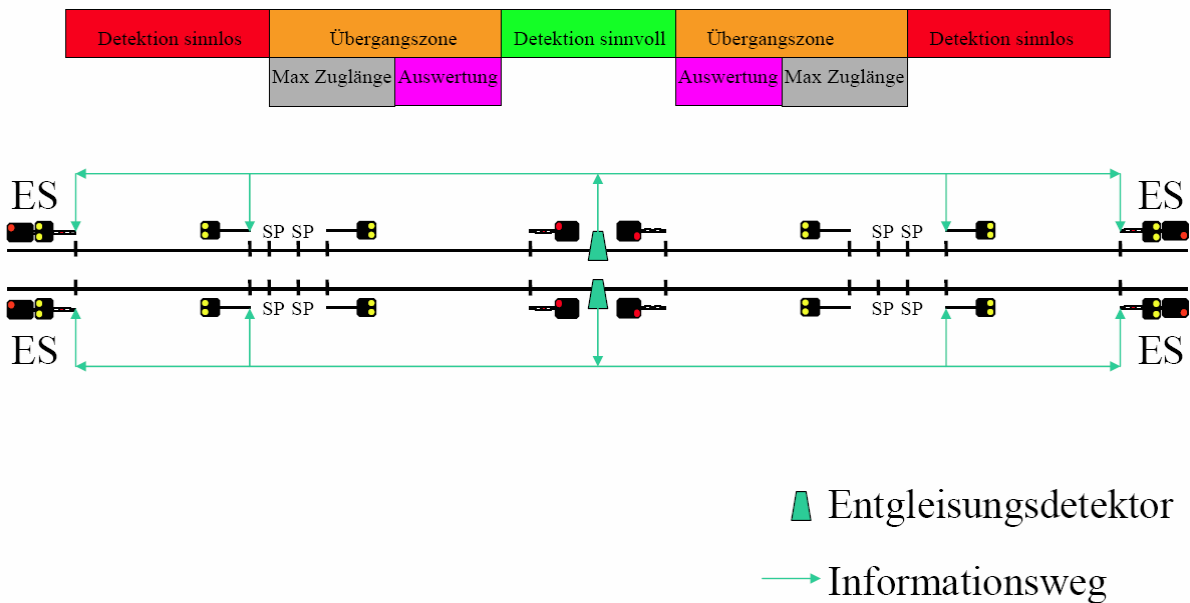 Detektion sinnlos Übergangszone Detektion sinnvoll Übergangszone Detektion sinnlos
Max Zuglänge Auswertung Auswertung Max Zuglänge
ES ES
SP SP SP SP
SP SP SP SP
ES ES
Entgleisungsdetektor
Informationsweg